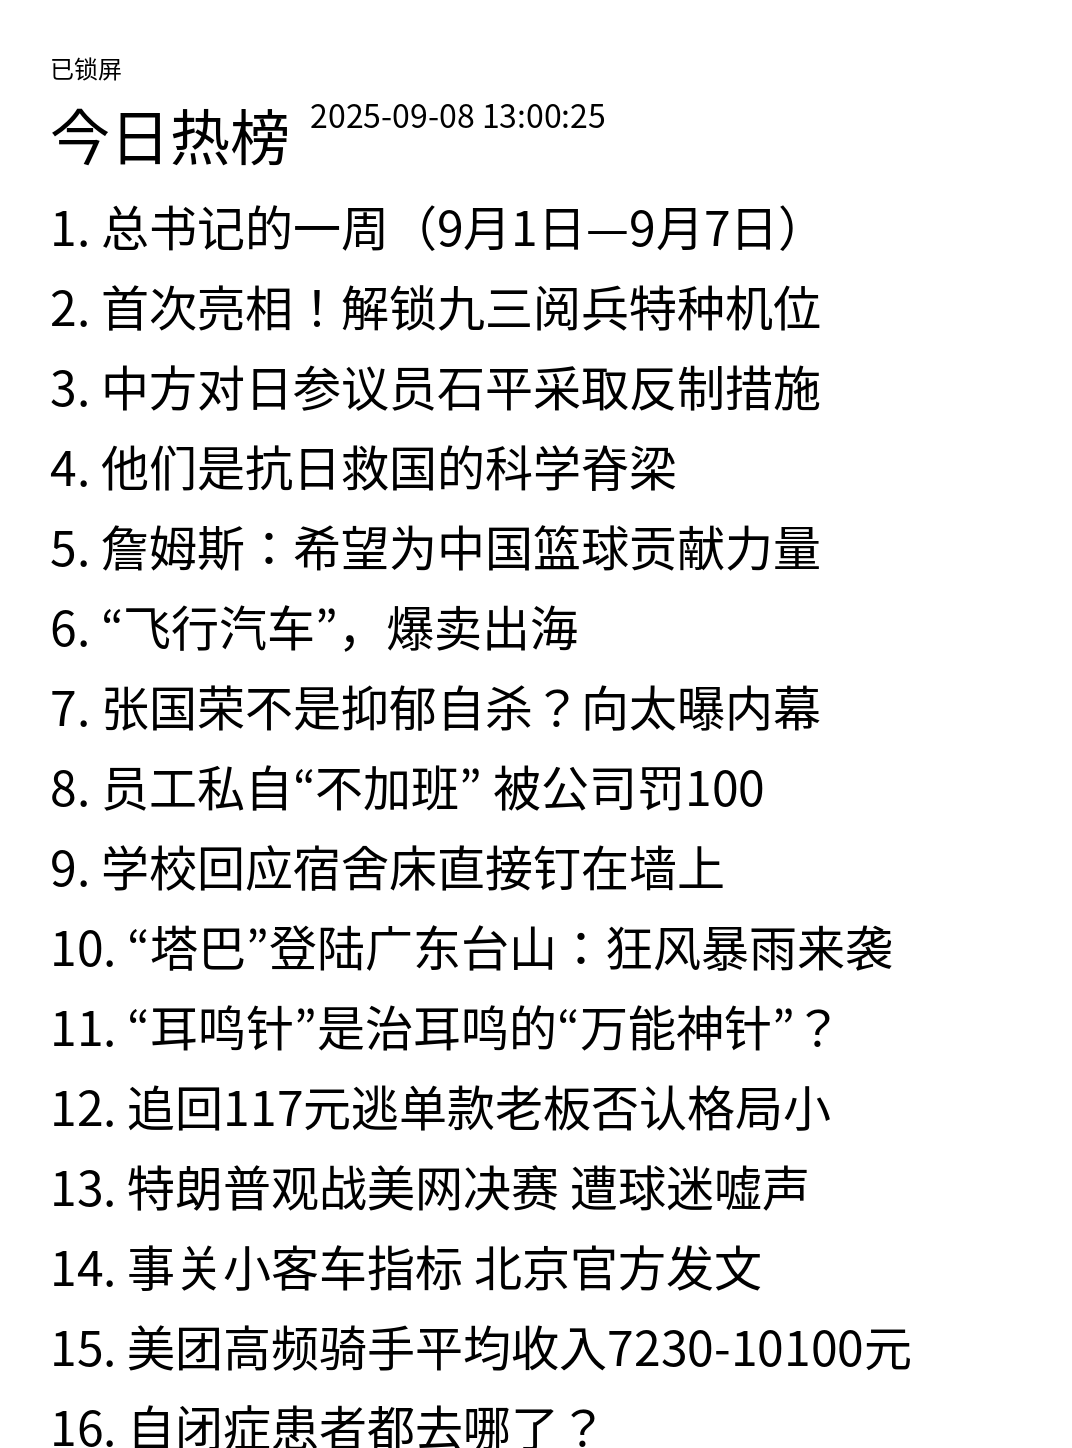 已锁屏
今日热榜 2025-09-08 13:00:25
1. 总书记的一周（9月1日—9月7日）
2. 首次亮相！解锁九三阅兵特种机位
3. 中方对日参议员石平采取反制措施
4. 他们是抗日救国的科学脊梁
5. 詹姆斯：希望为中国篮球贡献力量
6. “飞行汽车”，爆卖出海
7. 张国荣不是抑郁自杀？向太曝内幕
8. 员工私自“不加班” 被公司罚100
9. 学校回应宿舍床直接钉在墙上
10. “塔巴”登陆广东台山：狂风暴雨来袭
11. “耳鸣针”是治耳鸣的“万能神针”？
12. 追回117元逃单款老板否认格局小
13. 特朗普观战美网决赛 遭球迷嘘声
14. 事关小客车指标 北京官方发文
15. 美团高频骑手平均收入7230-10100元
16. 自闭症患者都去哪了？